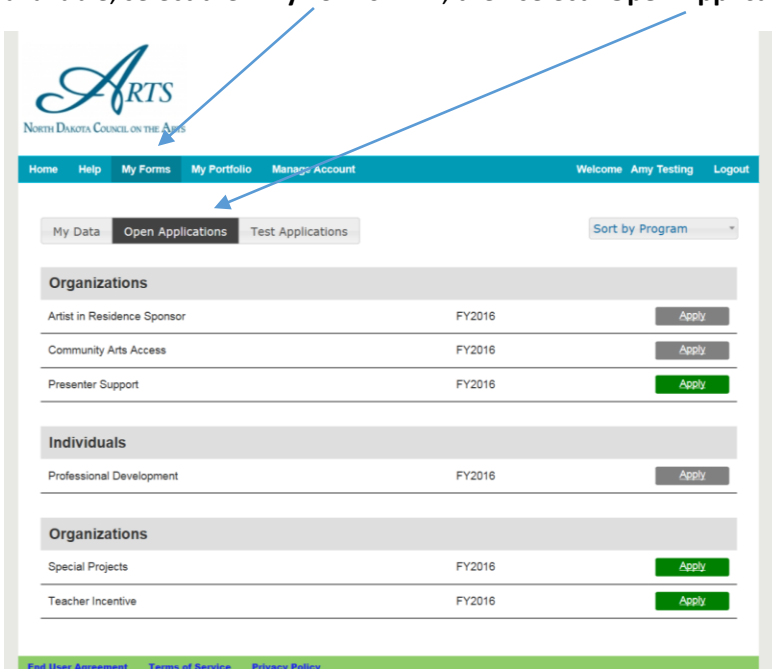 ARTS
NORTH DAKOTA COUNCIL ON THE ARTS
Home Help My Forms My Portfolio Manage Account Welcome Amy Testing Logout
My Data Open Applications Test Applications Sort by Program
Organizations
Artist in Residence Sponsor FY2016 Apply
Community Arts Access FY2016 Apply
Presenter Support FY2016 Apply
Individuals
Professional Development FY2016 Apply
Organizations
Special Projects FY2016 Apply
Teacher Incentive FY2016 Apply
End User Agreement Terms of Service Privacy Policy